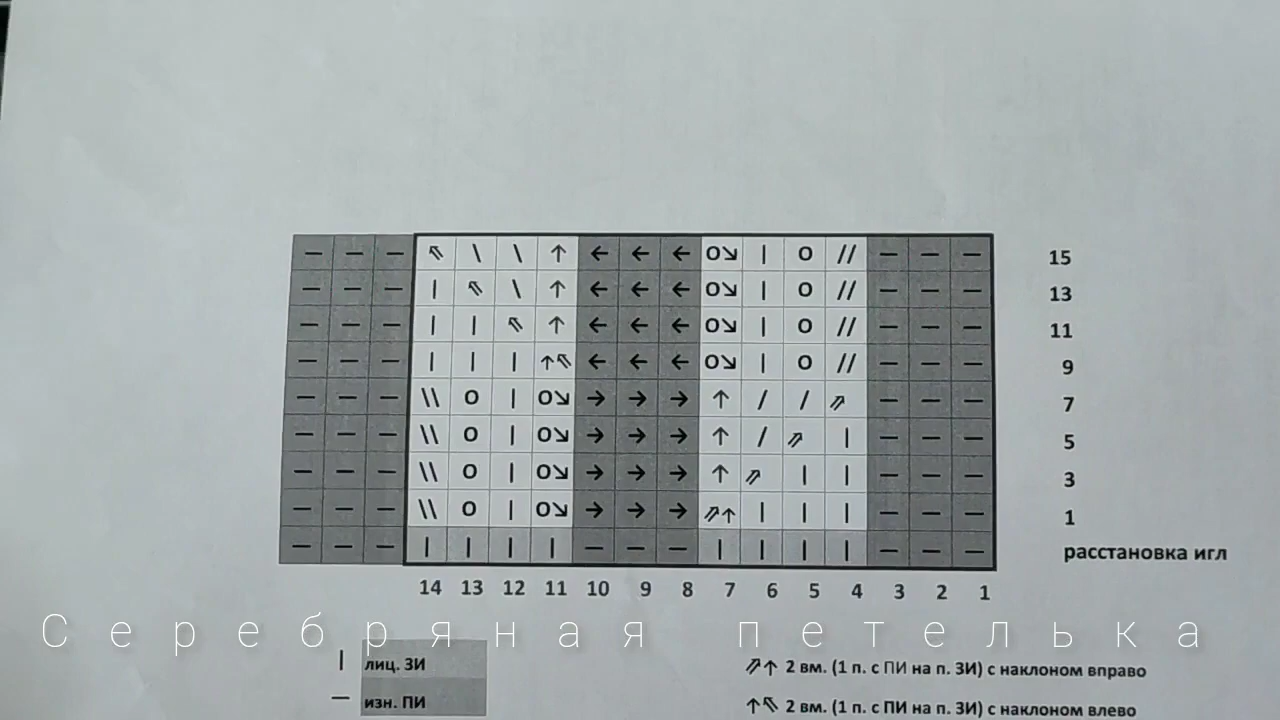 — — — ⇖ \ \ ↑ ← ← ← O↘ | O // — — — 15
— — — | ⇖ \ ↑ ← ← ← O↘ | O // — — — 13
— — — | | ⇖ ↑ ← ← ← O↘ | O // — — — 11
— — — | | | ↑⇖ ← ← ← O↘ | O // — — — 9
— — — \\ O | O↘ → → → ↑ / / ⇗ — — — 7
— — — \\ O | O↘ → → → ↑ / ⇗ | — — — 5
— — — \\ O | O↘ → → → ↑ ⇗ | | — — — 3
— — — \\ O | O↘ → → → ⇗↑ | | | — — — 1
— — — | | | | — — — | | | | — — — расстановка игл
14 13 12 11 10 9 8 7 6 5 4 3 2 1
Серебряная петелька
| лиц. ЗИ
— изн. ПИ
⇗↑ 2 вм. (1 п. с ПИ на п. ЗИ) с наклоном вправо
↑⇖ 2 вм. (1 п. с ПИ на п. ЗИ) с наклоном влево